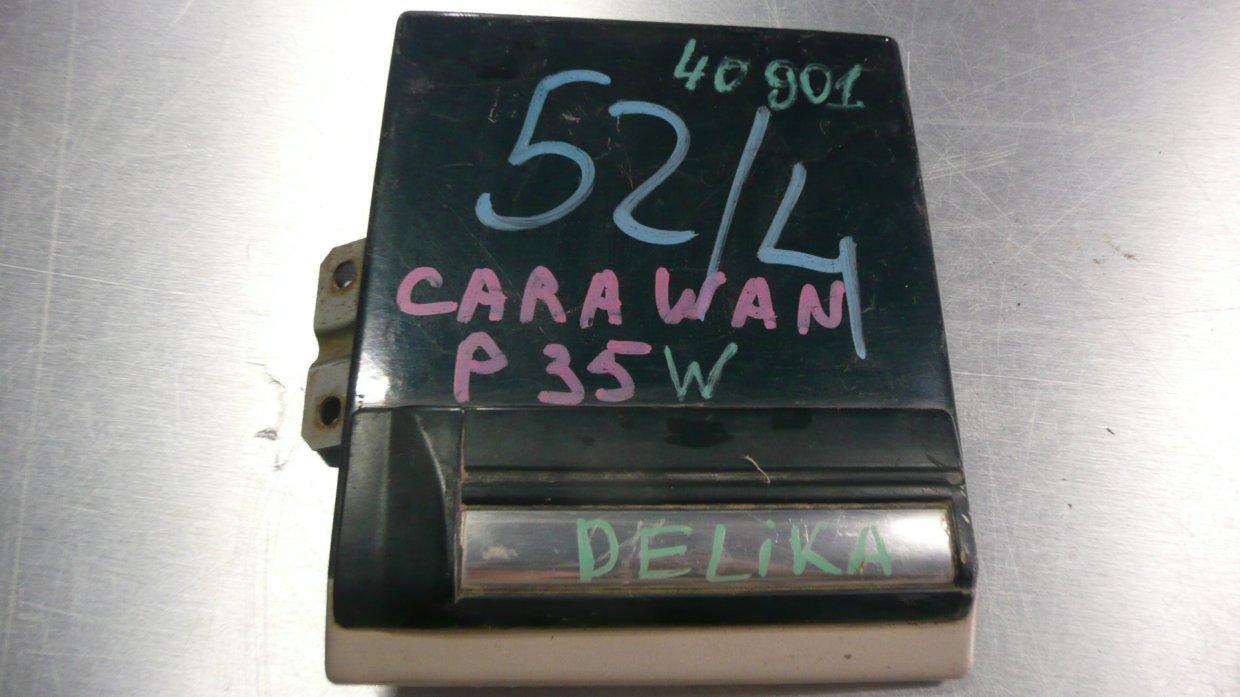 40901
52/4
CARAWAN
P35W
DELiKA